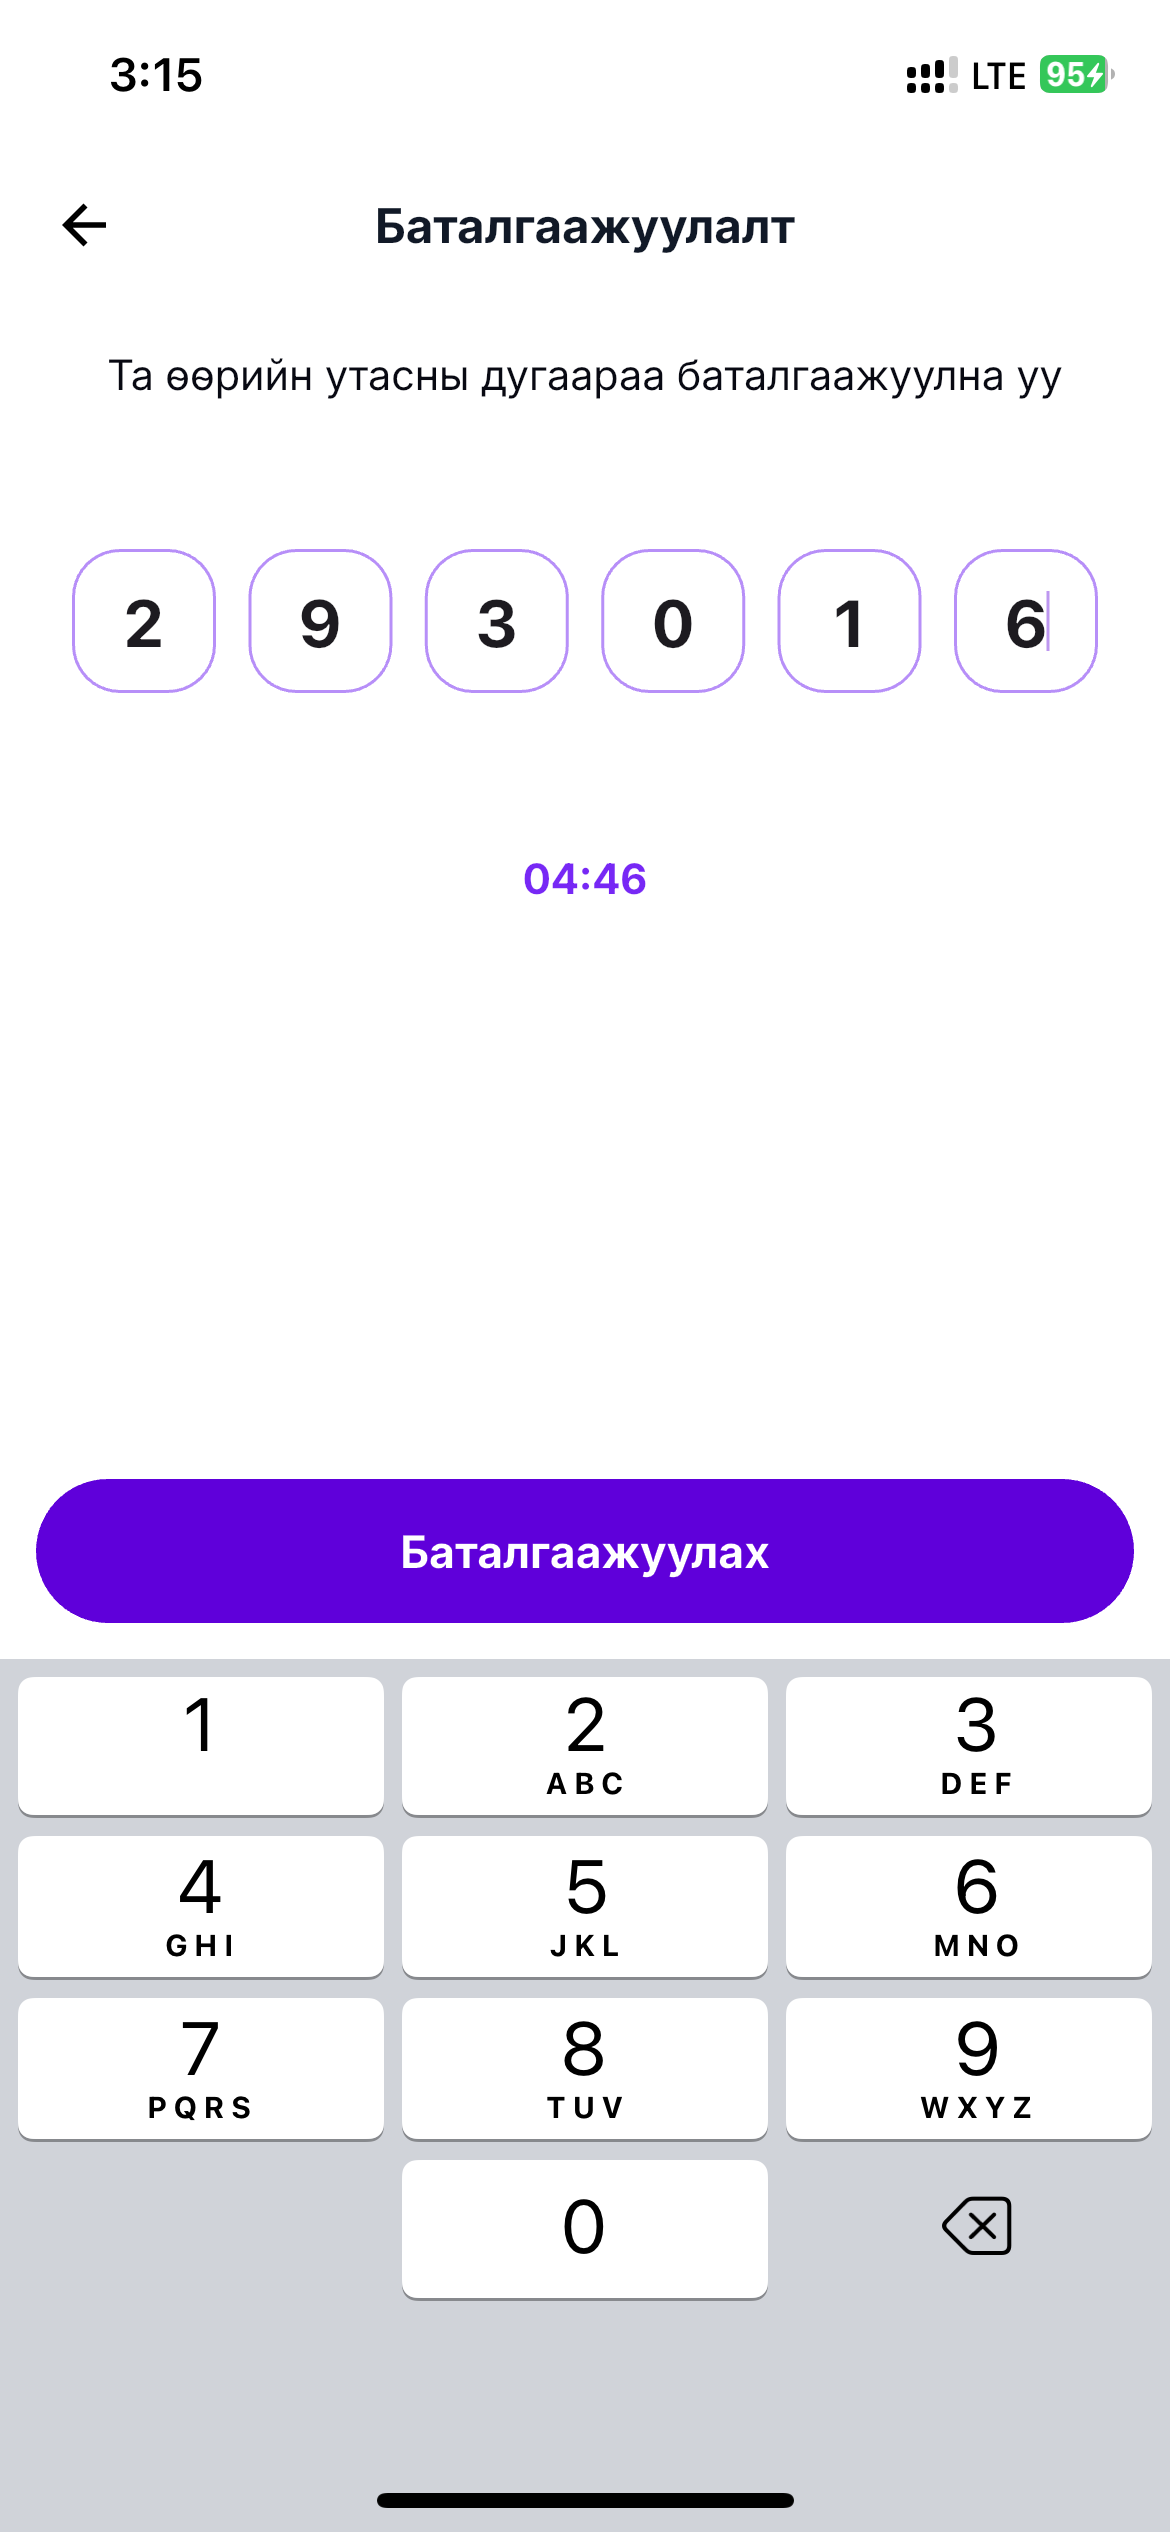 3:15 LTE 95
Баталгаажуулалт
Та өөрийн утасны дугаараа баталгаажуулна уу
2 9 3 0 1 6
04:46
Баталгаажуулах
1 2 3
ABC DEF
4 5 6
GHI JKL MNO
7 8 9
PQRS TUV WXYZ
0